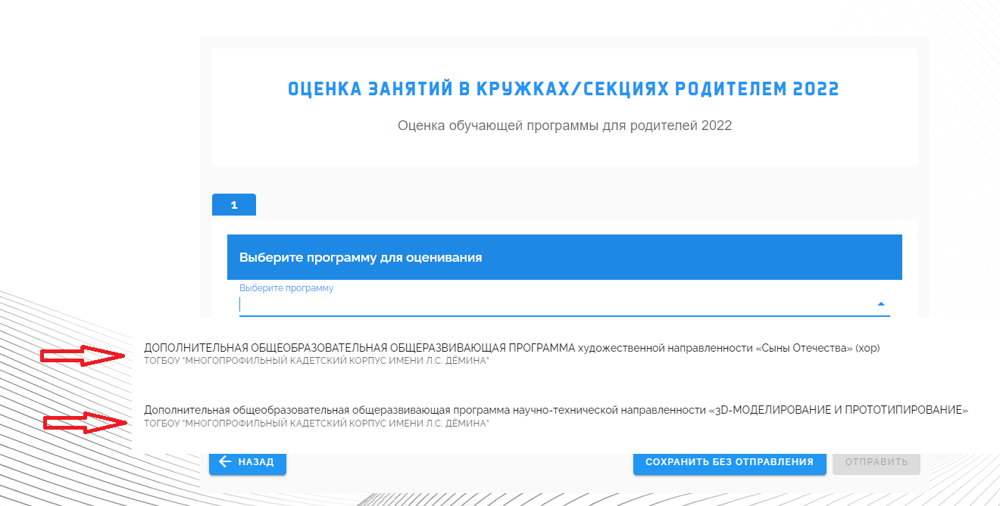 ОЦЕНКА ЗАНЯТИЙ В КРУЖКАХ/СЕКЦИЯХ РОДИТЕЛЕМ 2022
Оценка обучающей программы для родителей 2022
1
Выберите программу для оценивания
Выберите программу
ДОПОЛНИТЕЛЬНАЯ ОБЩЕОБРАЗОВАТЕЛЬНАЯ ОБЩЕРАЗВИВАЮЩАЯ ПРОГРАММА художественной направленности «Сыны Отечества» (хор)
ТОГБОУ "МНОГОПРОФИЛЬНЫЙ КАДЕТСКИЙ КОРПУС ИМЕНИ Л.С. ДЁМИНА"
Дополнительная общеобразовательная общеразвивающая программа научно-технической направленности «3D-МОДЕЛИРОВАНИЕ И ПРОТОТИПИРОВАНИЕ»
ТОГБОУ "МНОГОПРОФИЛЬНЫЙ КАДЕТСКИЙ КОРПУС ИМЕНИ Л.С. ДЁМИНА"
НАЗАД СОХРАНИТЬ БЕЗ ОТПРАВЛЕНИЯ ОТПРАВИТЬ